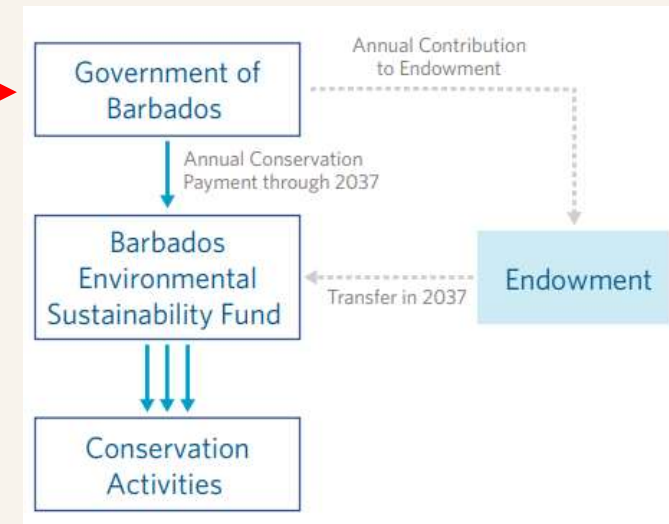 Government of
Barbados
Annual Contribution
to Endowment
Annual Conservation
Payment through 2037
Barbados
Environmental
Sustainability Fund
Transfer in 2037
Endowment
Conservation
Activities